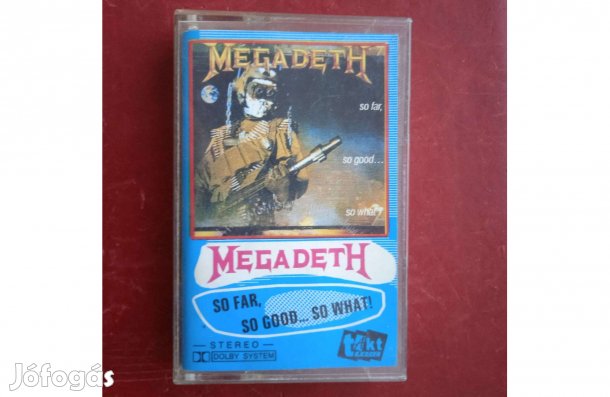 MEGADETH
so far,
so good...
so what!
MEGADETH
SO FAR,
SO GOOD... SO WHAT!
— STEREO —
DOLBY SYSTEM
takt
Jófogás